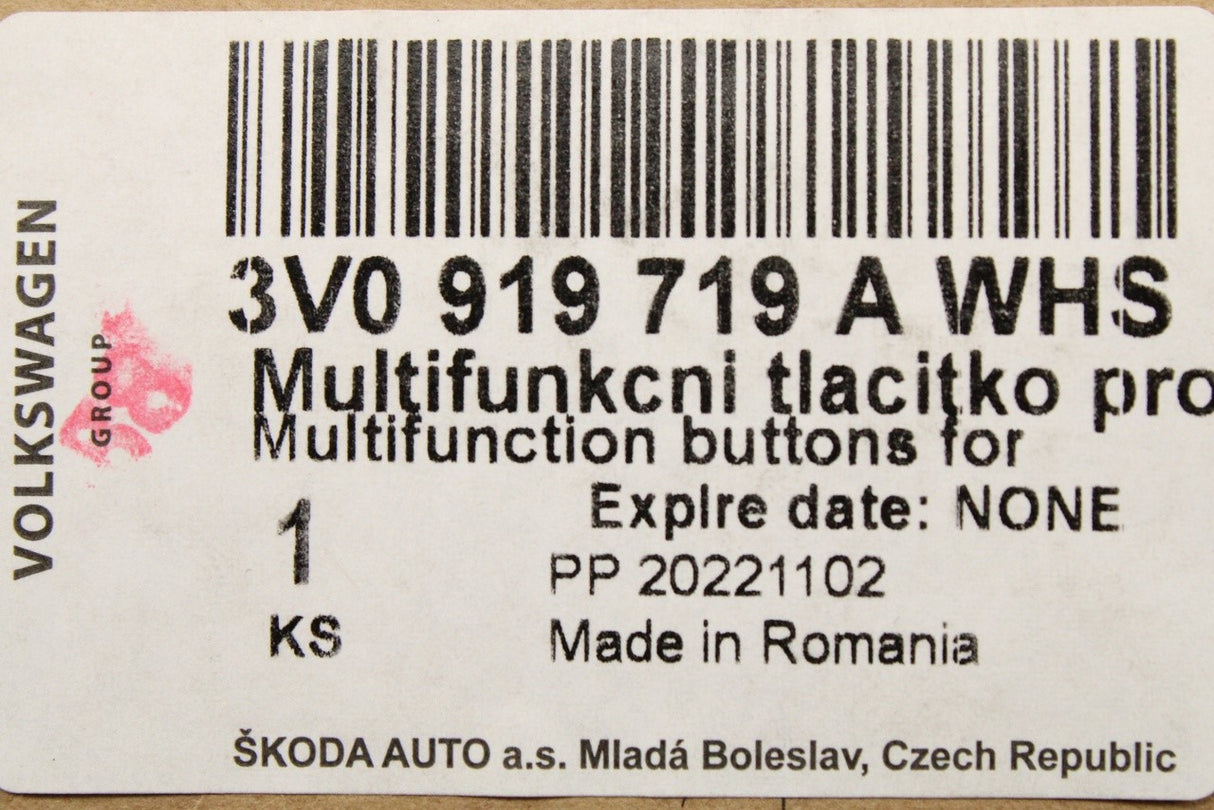 VOLKSWAGEN
GROUP
3V0 919 719 A WHS
Multifunkcni tlacitko pro
Multifunction buttons for
Expire date: NONE
1
PP 20221102
KS
Made in Romania
ŠKODA AUTO a.s. Mladá Boleslav, Czech Republic